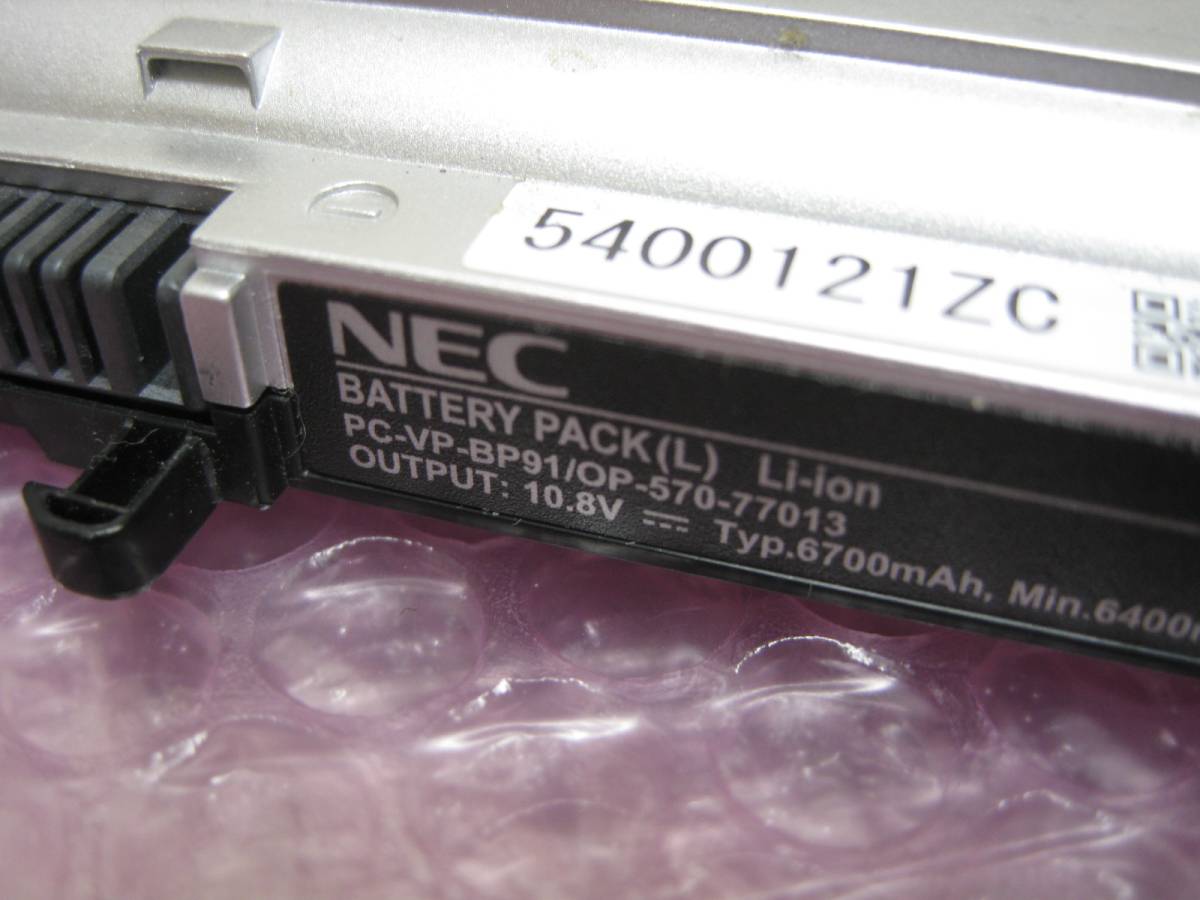 5400121ZC
NEC
BATTERY PACK(L) Li-ion
PC-VP-BP91/OP-570-77013
OUTPUT: 10.8V ⎓ Typ.6700mAh, Min.6400